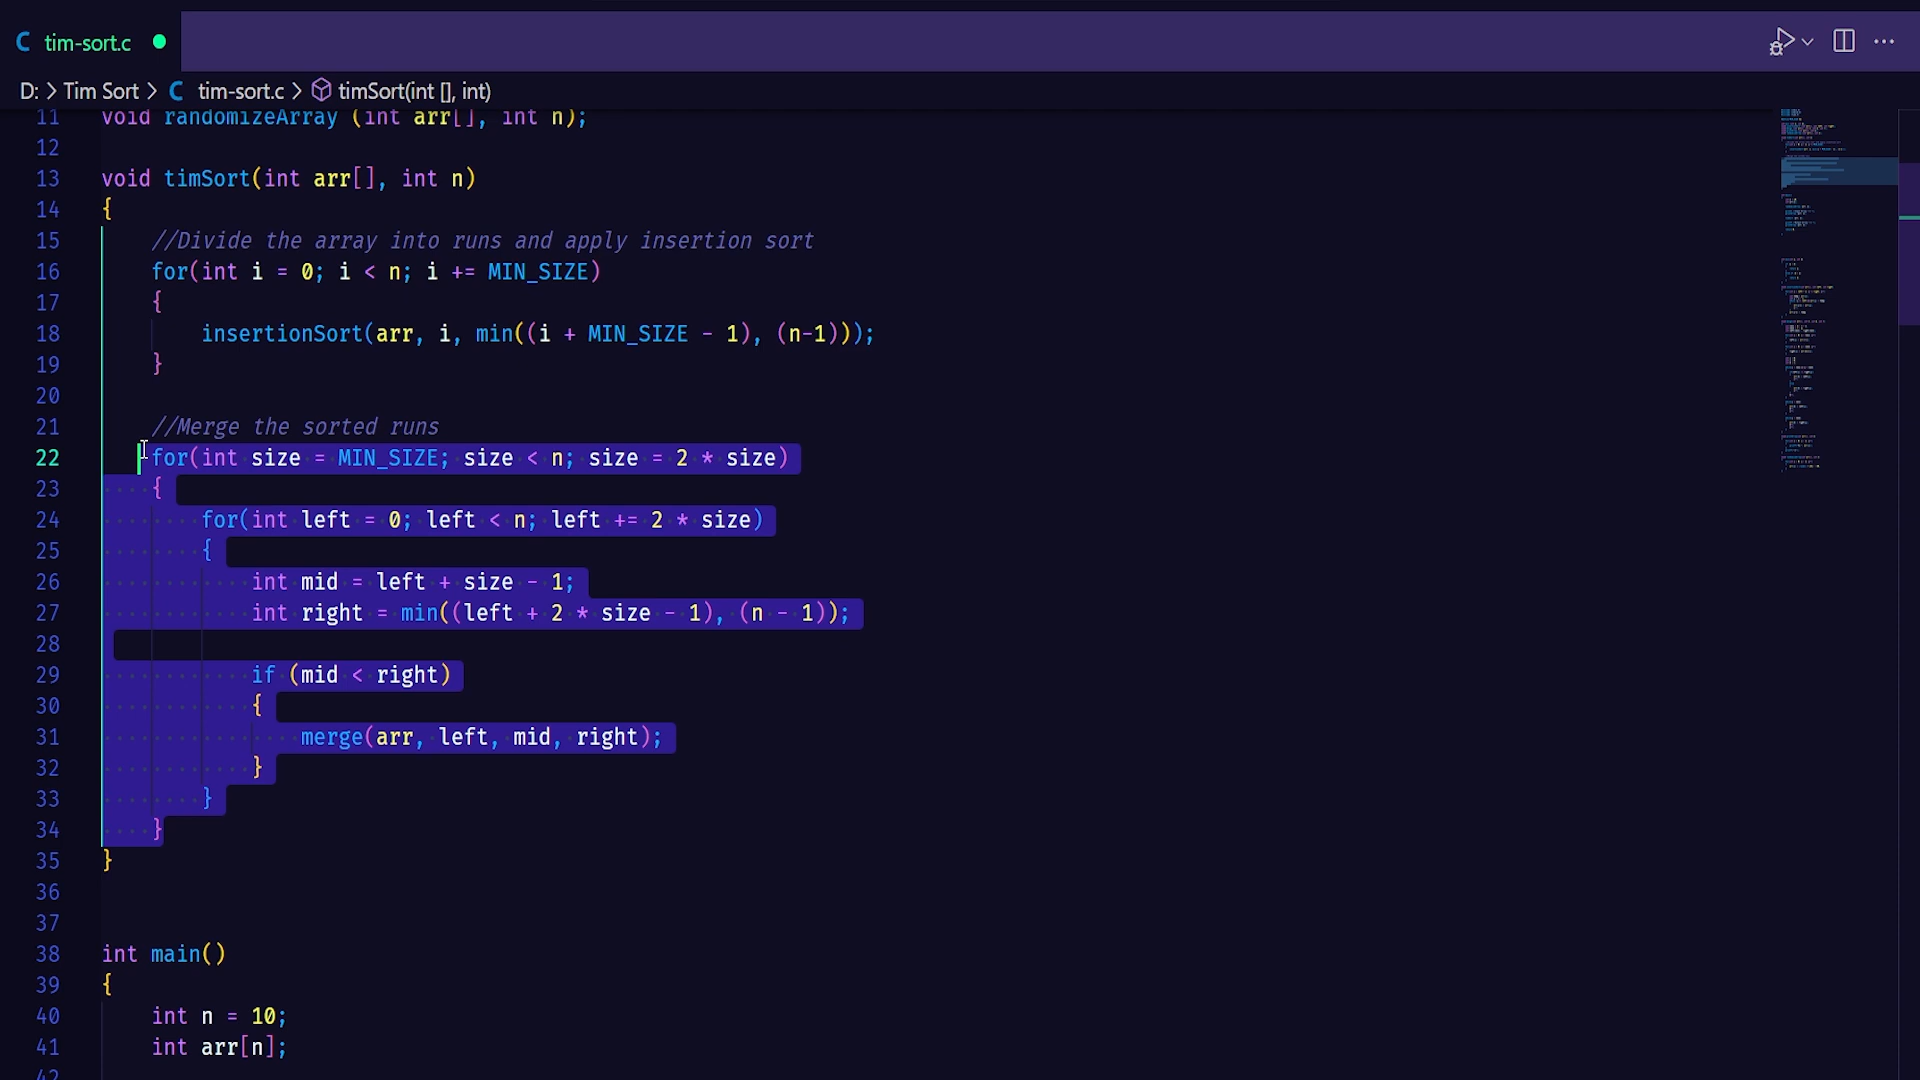 C tim-sort.c
D: > Tim Sort > C tim-sort.c > timSort(int [], int)
11 void randomizeArray (int arr[], int n);
12
13 void timSort(int arr[], int n)
14 {
15 //Divide the array into runs and apply insertion sort
16 for(int i = 0; i < n; i += MIN_SIZE)
17 {
18 insertionSort(arr, i, min((i + MIN_SIZE - 1), (n-1)));
19 }
20
21 //Merge the sorted runs
22 for(int size = MIN_SIZE; size < n; size = 2 * size)
23 {
24 for(int left = 0; left < n; left += 2 * size)
25 {
26 int mid = left + size - 1;
27 int right = min((left + 2 * size - 1), (n - 1));
28
29 if (mid < right)
30 {
31 merge(arr, left, mid, right);
32 }
33 }
34 }
35 }
36
37
38 int main()
39 {
40 int n = 10;
41 int arr[n];
42